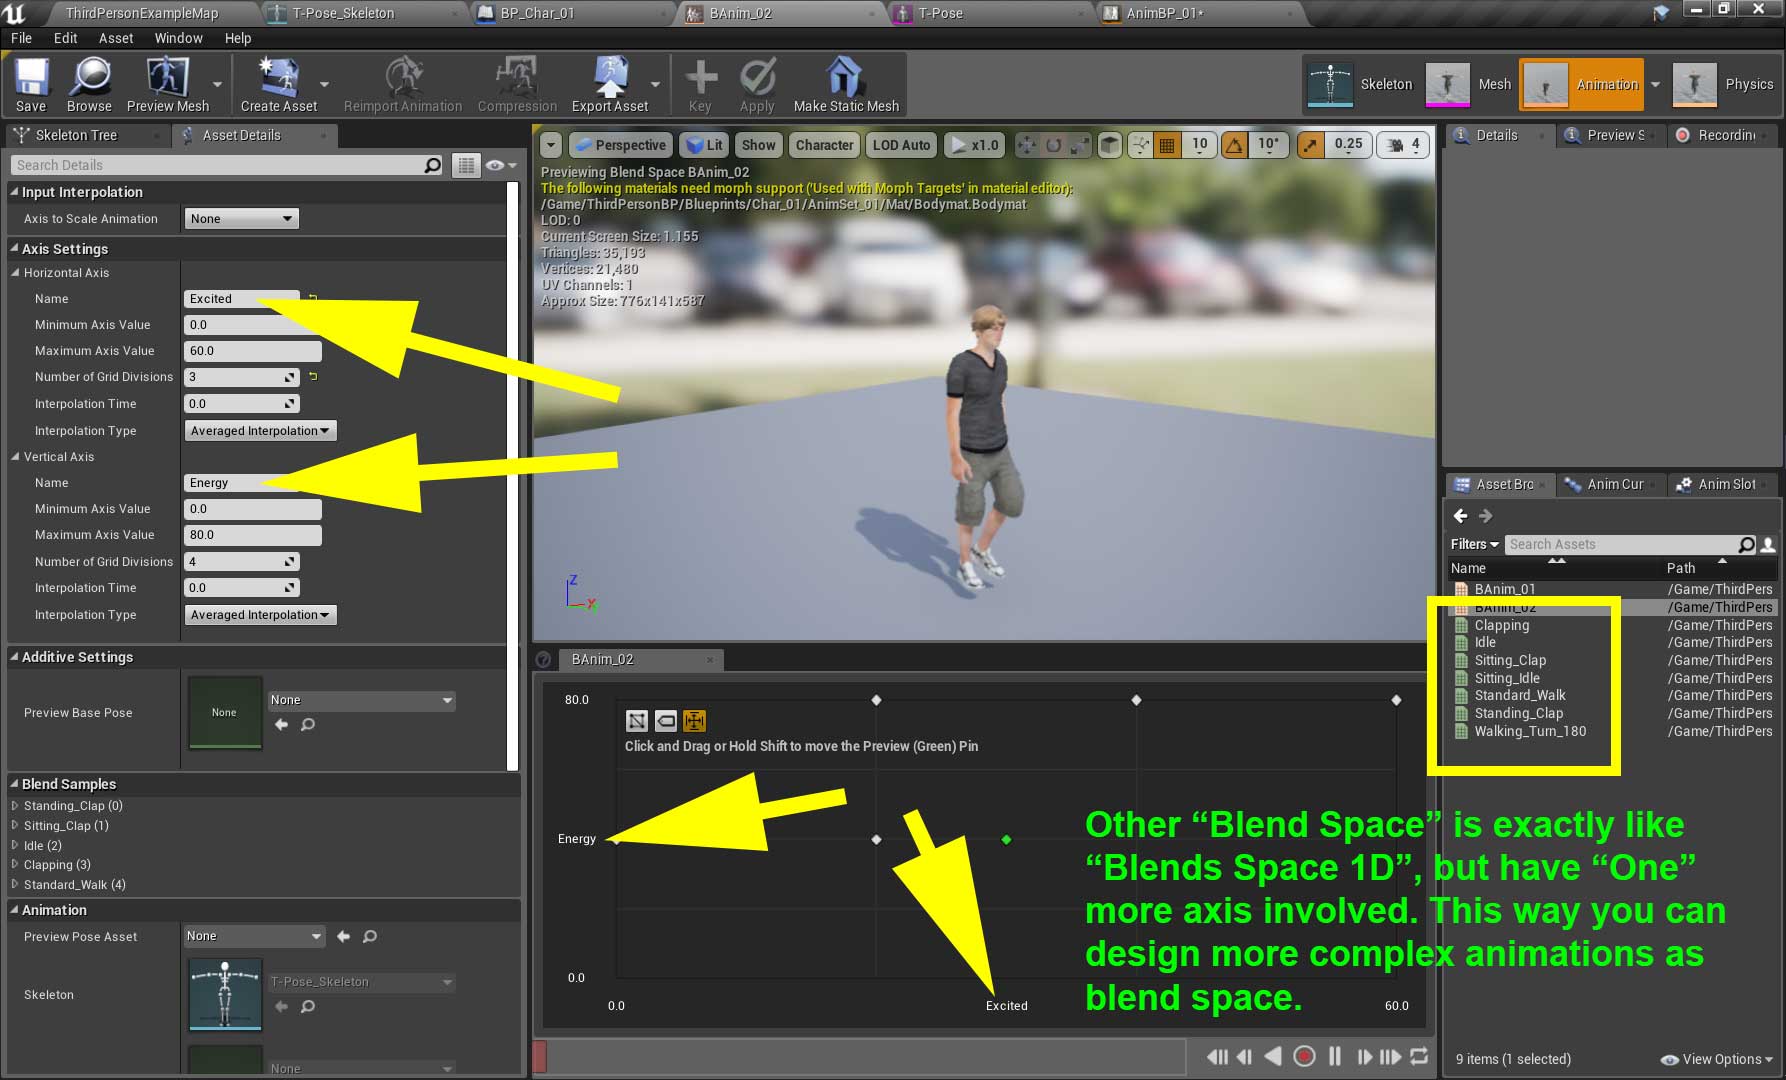 ThirdPersonExampleMap
T-Pose_Skeleton
BP_Char_01
BAnim_02
T-Pose
AnimBP_01*
File Edit Asset Window Help
Save
Browse
Preview Mesh
Create Asset
Reimport Animation
Compression
Export Asset
Key
Apply
Make Static Mesh
Skeleton
Mesh
Animation
Physics
Skeleton Tree
Asset Details
Search Details
Input Interpolation
Axis to Scale Animation None
Axis Settings
Horizontal Axis
Name Excited
Minimum Axis Value 0.0
Maximum Axis Value 60.0
Number of Grid Divisions 3
Interpolation Time 0.0
Interpolation Type Averaged Interpolation
Vertical Axis
Name Energy
Minimum Axis Value 0.0
Maximum Axis Value 80.0
Number of Grid Divisions 4
Interpolation Time 0.0
Interpolation Type Averaged Interpolation
Additive Settings
Preview Base Pose None None
Blend Samples
Standing_Clap (0)
Sitting_Clap (1)
Idle (2)
Clapping (3)
Standard_Walk (4)
Animation
Preview Pose Asset None
Skeleton T-Pose_Skeleton
None
Perspective Lit Show Character LOD Auto x1.0 10 10° 0.25 4
Previewing Blend Space BAnim_02
The following materials need morph support ('Used with Morph Targets' in material editor):
/Game/ThirdPersonBP/Blueprints/Char_01/AnimSet_01/Mat/Bodymat.Bodymat
LOD: 0
Current Screen Size: 1.155
Triangles: 35,193
Vertices: 21,480
UV Channels: 1
Approx Size: 776x141x587
Z
X
BAnim_02
80.0
Click and Drag or Hold Shift to move the Preview (Green) Pin
Energy
0.0
0.0 Excited 60.0
Other “Blend Space” is exactly like
“Blends Space 1D”, but have “One”
more axis involved. This way you can
design more complex animations as
blend space.
Details
Preview S
Recordin
Asset Brc
Anim Cur
Anim Slot
Filters Search Assets
Name Path
BAnim_01 /Game/ThirdPers
BAnim_02 /Game/ThirdPers
Clapping /Game/ThirdPers
Idle /Game/ThirdPers
Sitting_Clap /Game/ThirdPers
Sitting_Idle /Game/ThirdPers
Standard_Walk /Game/ThirdPers
Standing_Clap /Game/ThirdPers
Walking_Turn_180 /Game/ThirdPers
9 items (1 selected) View Options